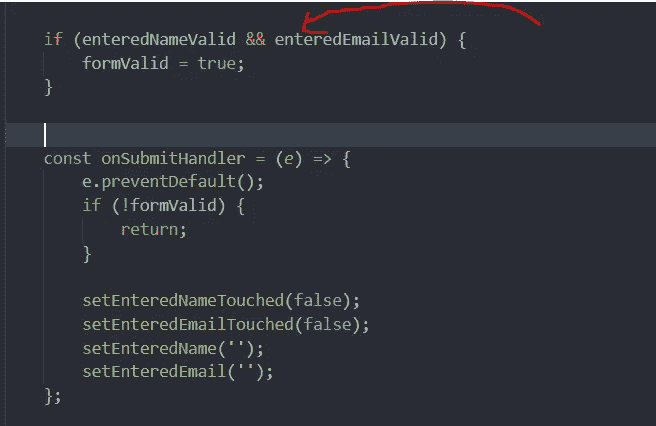 if (enteredNameValid && enteredEmailValid) {
formValid = true;
}
const onSubmitHandler = (e) => {
e.preventDefault();
if (!formValid) {
return;
}
setEnteredNameTouched(false);
setEnteredEmailTouched(false);
setEnteredName('');
setEnteredEmail('');
};